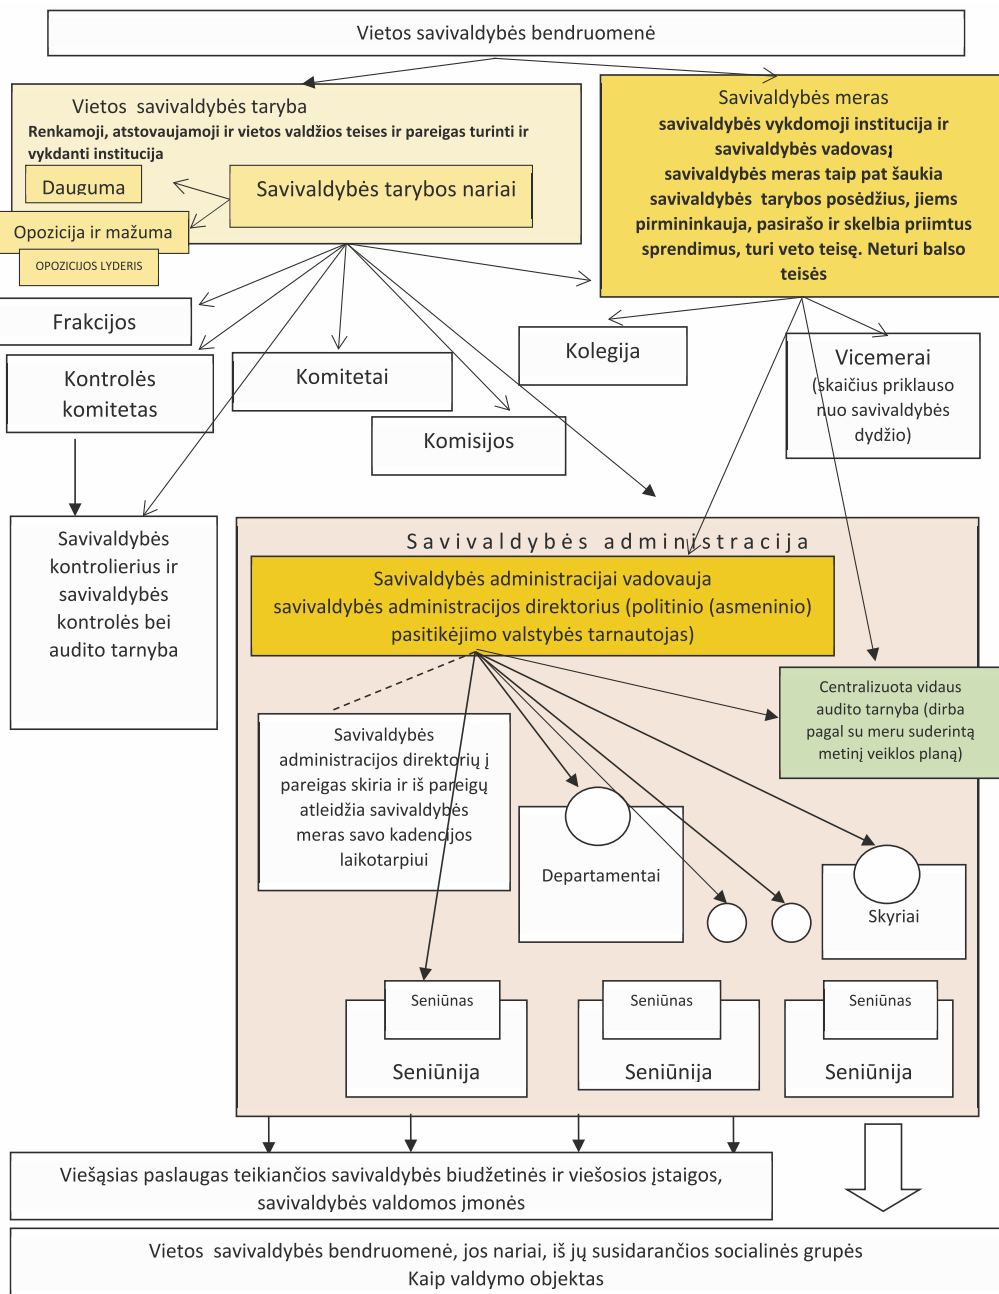 Vietos savivaldybės bendruomenė
Vietos  savivaldybės taryba
Renkamoji, atstovaujamoji ir vietos valdžios teises ir pareigas turinti ir
vykdanti institucija
Dauguma
Savivaldybės tarybos nariai
Opozicija ir mažuma
OPOZICIJOS LYDERIS
Savivaldybės meras
savivaldybės vykdomoji institucija ir
savivaldybės vadovas;
savivaldybės meras taip pat šaukia
savivaldybės  tarybos posėdžius, jiems
pirmininkauja, pasirašo ir skelbia priimtus
sprendimus, turi veto teisę. Neturi balso
teisės
Frakcijos
Kontrolės
komitetas
Komitetai
Komisijos
Kolegija
Vicemerai
(skaičius priklauso
nuo savivaldybės
dydžio)
Savivaldybės
kontrolierius ir
savivaldybės
kontrolės bei
audito tarnyba
Savivaldybės administracija
Savivaldybės administracijai vadovauja
savivaldybės administracijos direktorius (politinio (asmeninio)
pasitikėjimo valstybės tarnautojas)
Centralizuota vidaus
audito tarnyba (dirba
pagal su meru suderintą
metinį veiklos planą)
Savivaldybės
administracijos direktorių į
pareigas skiria ir iš pareigų
atleidžia savivaldybės
meras savo kadencijos
laikotarpiui
Departamentai
Skyriai
Seniūnas
Seniūnija
Seniūnas
Seniūnija
Seniūnas
Seniūnija
Viešąsias paslaugas teikiančios savivaldybės biudžetinės ir viešosios įstaigos,
savivaldybės valdomos įmonės
Vietos  savivaldybės bendruomenė, jos nariai, iš jų susidarančios socialinės grupės
Kaip valdymo objektas